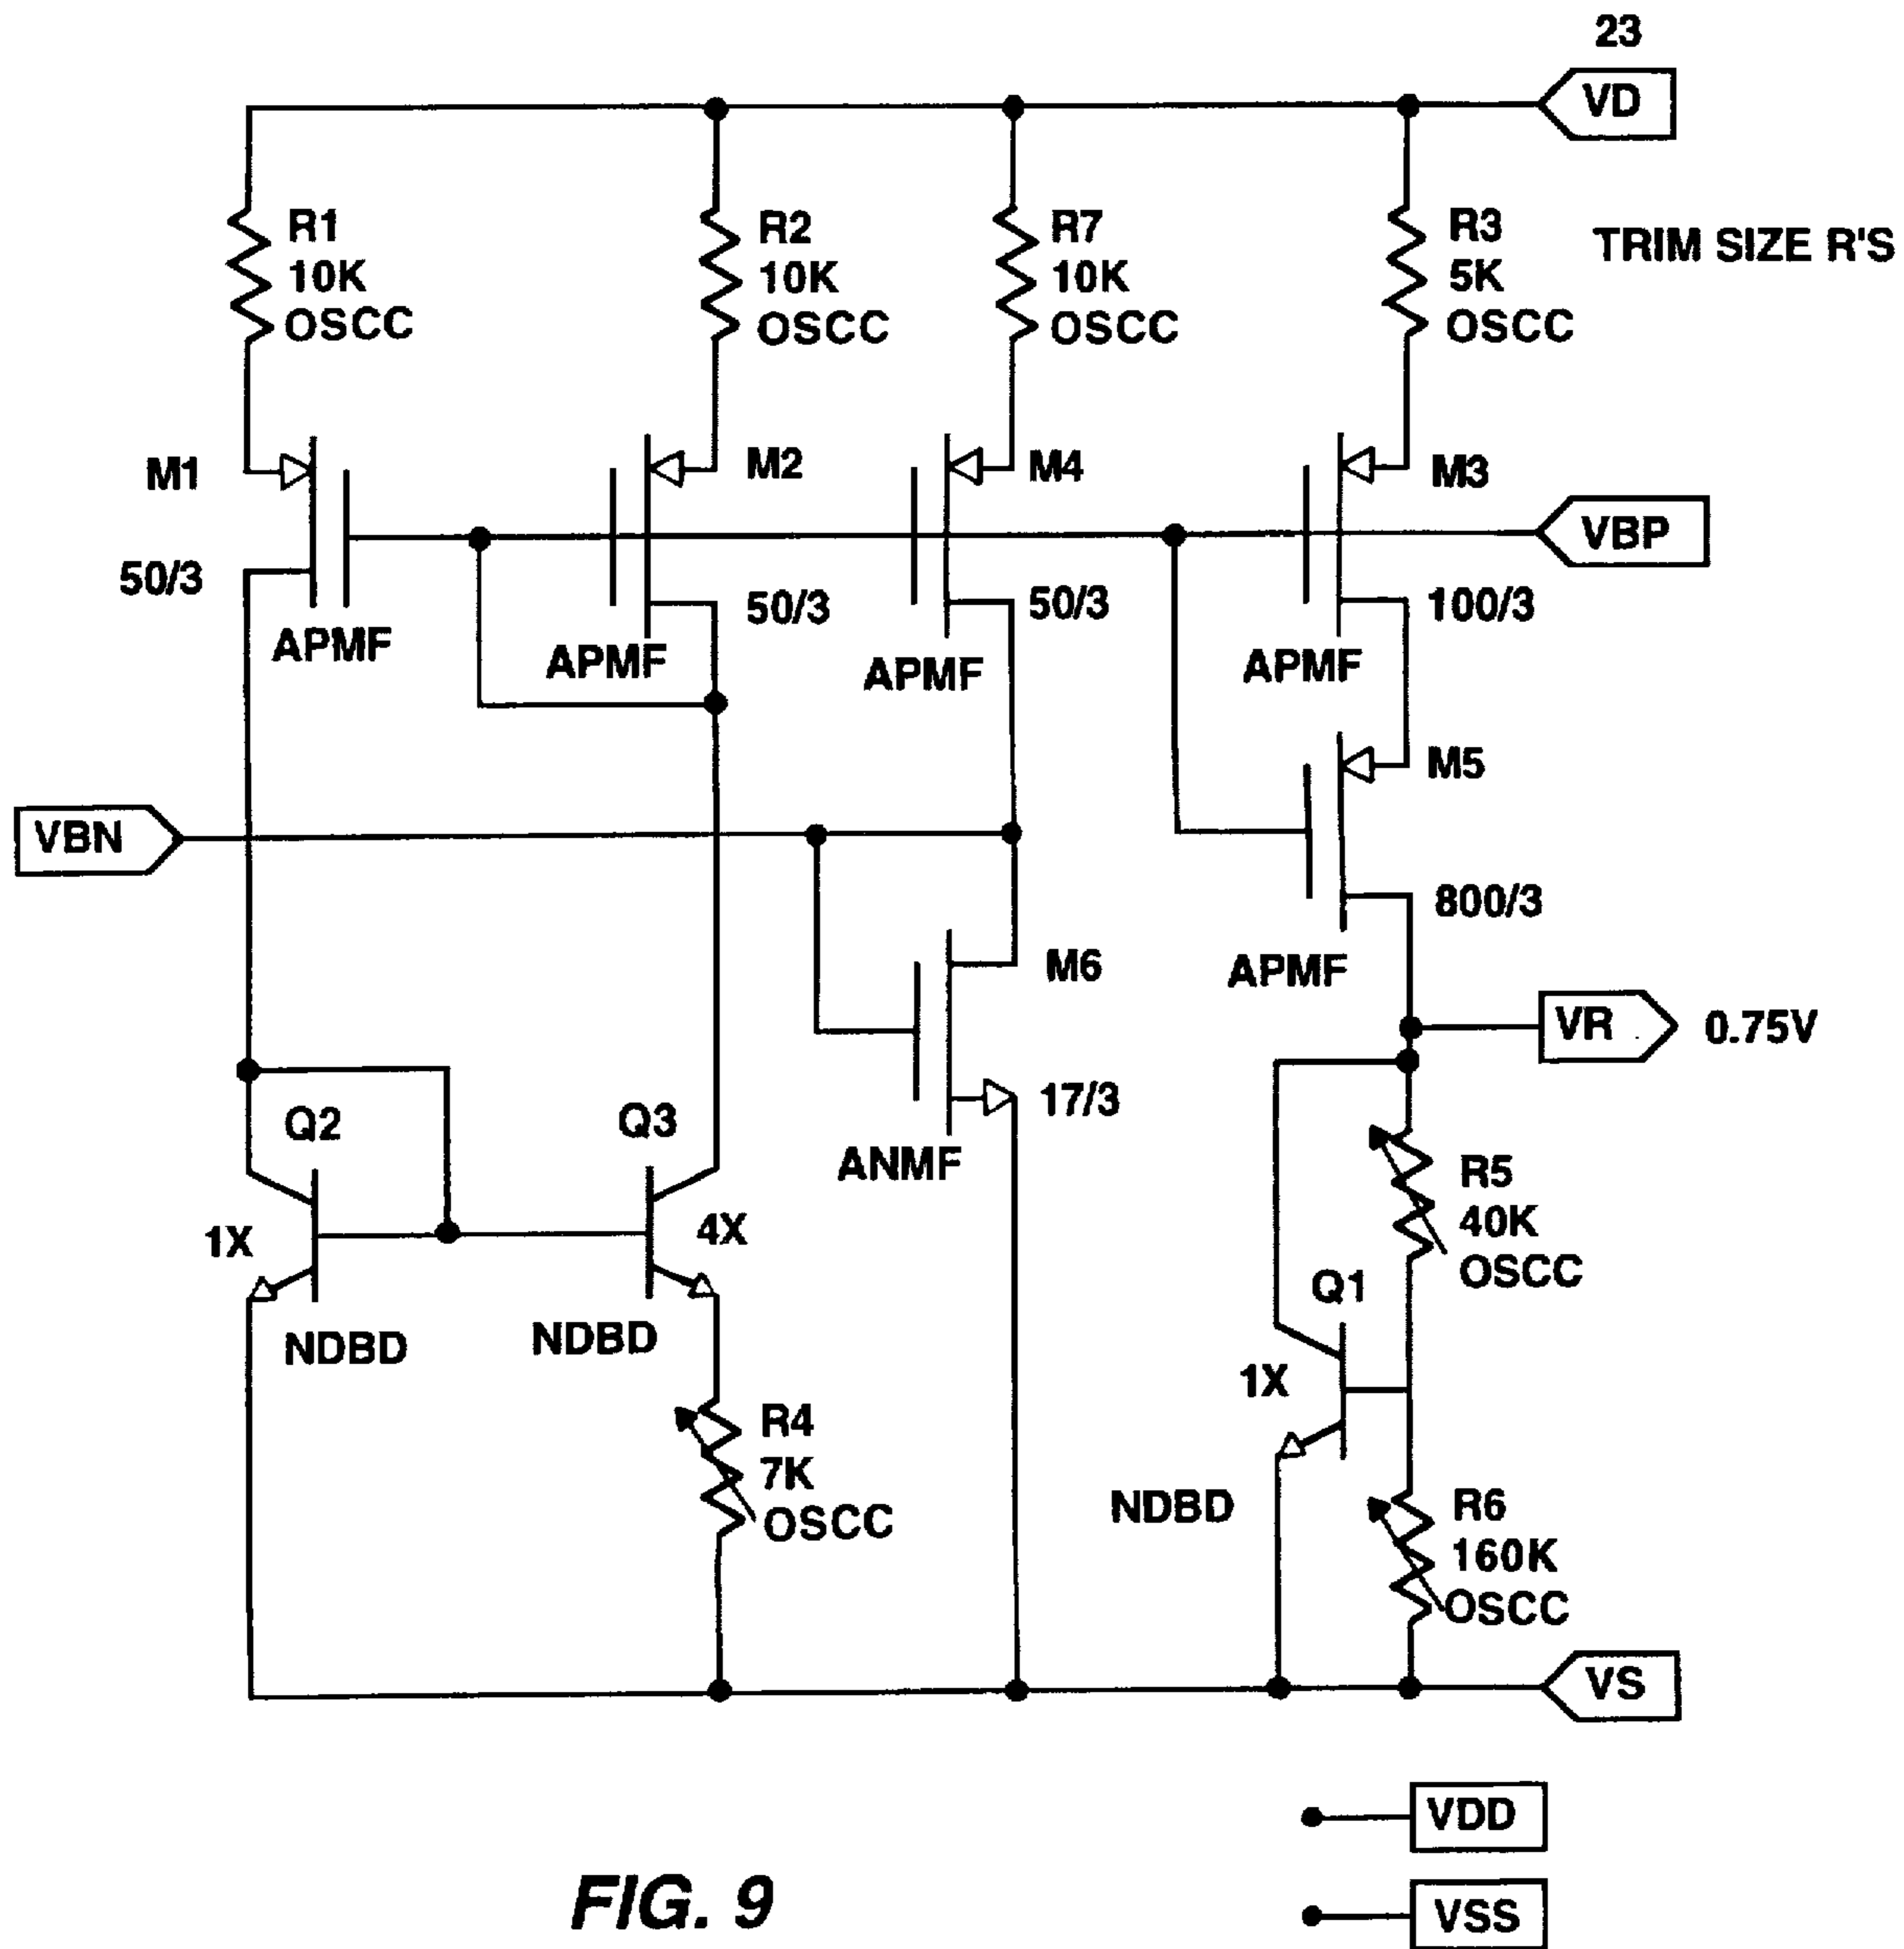 23
VD
R1
10K
OSCC
R2
10K
OSCC
R7
10K
OSCC
R3
5K
OSCC
TRIM SIZE R'S
M1
M2
M4
M3
VBP
50/3
50/3
50/3
100/3
APMF
APMF
APMF
APMF
M5
VBN
800/3
APMF
M6
VR
0.75V
17/3
ANMF
Q2
Q3
1X
4X
NDBD
NDBD
R5
40K
OSCC
Q1
1X
NDBD
R4
7K
OSCC
R6
160K
OSCC
VS
VDD
VSS
FIG. 9